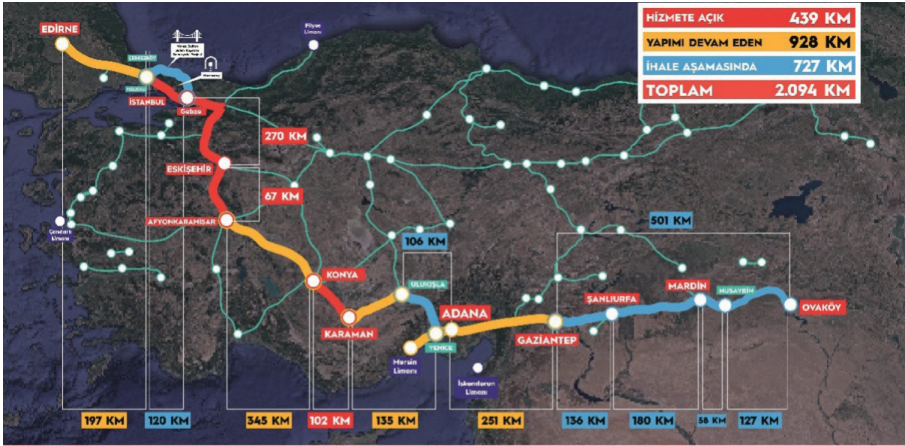 HİZMETE AÇIK 439 KM
YAPIMI DEVAM EDEN 928 KM
İHALE AŞAMASINDA 727 KM
TOPLAM 2.094 KM
EDİRNE
Filyos
Limanı
ÇERKEZKÖY
İSTANBUL
Gebze
270 KM
ESKİŞEHİR
67 KM
AFYONKARAHİSAR
Çandarlı
Limanı
501 KM
106 KM
KONYA
ULUKIŞLA
MARDİN
NUSAYBİN
ŞANLIURFA
ADANA
OVAKÖY
KARAMAN
YENİCE
GAZİANTEP
Mersin
Limanı
İskenderun
Limanı
197 KM
120 KM
345 KM
102 KM
135 KM
251 KM
136 KM
180 KM
58 KM
127 KM